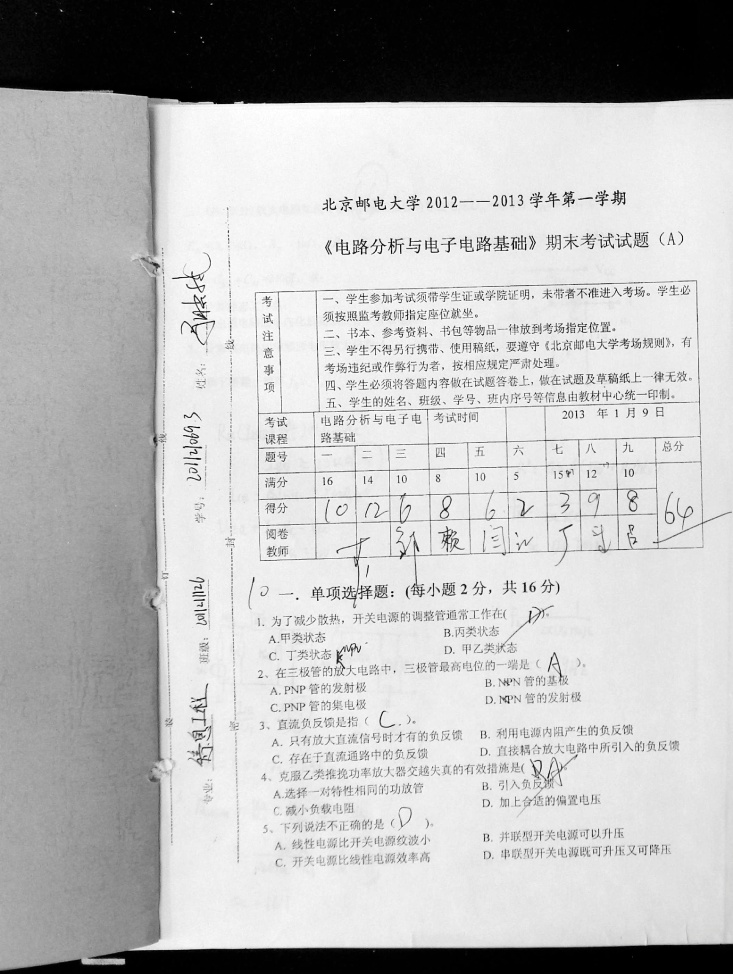 北京邮电大学2012——2013学年第一学期
《电路分析与电子电路基础》期末考试试题（A）
考试注意事项
一、学生参加考试须带学生证或学院证明，未带者不准进入考场。学生必
须按照监考教师指定座位就坐。
二、书本、参考资料、书包等物品一律放到考场指定位置。
三、学生不得另行携带、使用稿纸，要遵守《北京邮电大学考场规则》，有
考场违纪或作弊行为者，按相应规定严肃处理。
四、学生必须将答题内容做在试题答卷上，做在试题及草稿纸上一律无效。
五、学生的姓名、班级、学号、班内序号等信息由教材中心统一印制。
考试课程 电路分析与电子电路基础 考试时间 2013 年 1 月 9 日
题号 一 二 三 四 五 六 七 八 九 总分
满分 16 14 10 8 10 5 15 12 10
得分 10 12 6 8 6 2 3 9 8 64
阅卷教师
10 一．单项选择题：(每小题 2 分，共 16 分)
1. 为了减少散热，开关电源的调整管通常工作在( D )。
A.甲类状态 B.丙类状态
C. 丁类状态 D. 甲乙类状态
2、在三极管的放大电路中，三极管最高电位的一端是（ A ）。
A. PNP 管的发射极 B. NPN 管的基极
C. PNP 管的集电极 D. NPN 管的发射极
3、直流负反馈是指（ C ）。
A. 只有放大直流信号时才有的负反馈 B. 利用电源内阻产生的负反馈
C. 存在于直流通路中的负反馈 D. 直接耦合放大电路中所引入的负反馈
4、克服乙类推挽功率放大器交越失真的有效措施是( A
A.选择一对特性相同的功放管 B. 引入负反馈
C. 减小负载电阻 D. 加上合适的偏置电压
5、下列说法不正确的是（ D ）。
A. 线性电源比开关电源纹波小 B. 并联型开关电源可以升压
C. 开关电源比线性电源效率高 D. 串联型开关电源既可升压又可降压
专业：信息工程
班级：
学号：
姓名：